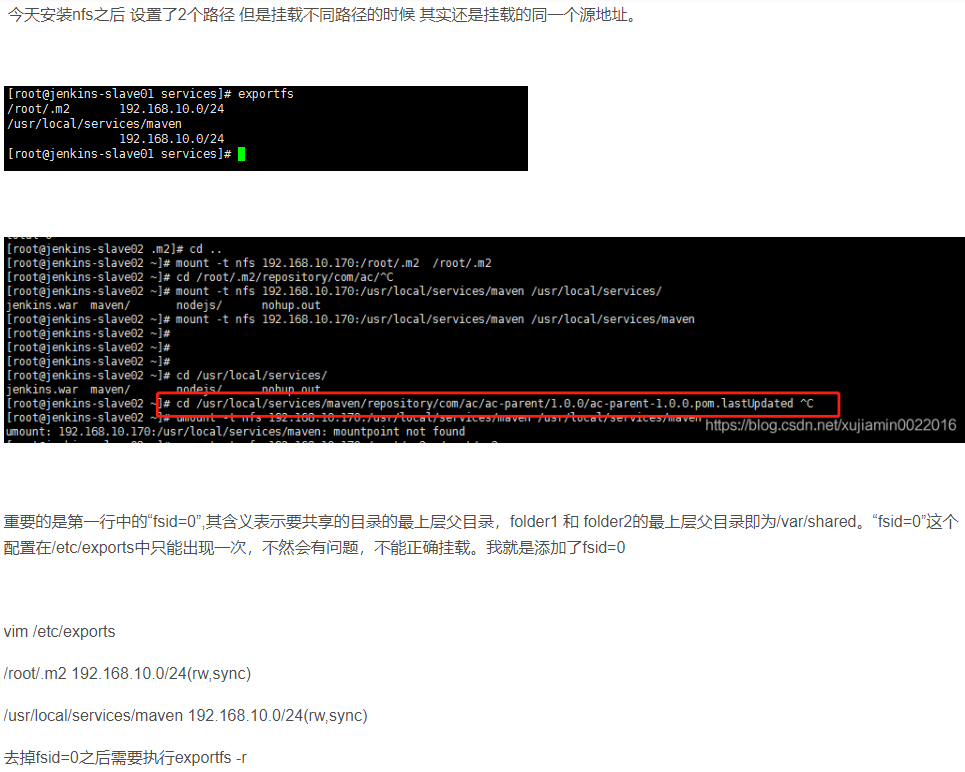 今天安装nfs之后 设置了2个路径 但是挂载不同路径的时候 其实还是挂载的同一个源地址。
[root@jenkins-slave01 services]# exportfs
/root/.m2 192.168.10.0/24
/usr/local/services/maven
192.168.10.0/24
[root@jenkins-slave01 services]#
[root@jenkins-slave02 .m2]# cd ..
[root@jenkins-slave02 ~]# mount -t nfs 192.168.10.170:/root/.m2 /root/.m2
[root@jenkins-slave02 ~]# cd /root/.m2/repository/com/ac/^C
[root@jenkins-slave02 ~]# mount -t nfs 192.168.10.170:/usr/local/services/maven /usr/local/services/
jenkins.war maven/ nodejs/ nohup.out
[root@jenkins-slave02 ~]# mount -t nfs 192.168.10.170:/usr/local/services/maven /usr/local/services/maven
[root@jenkins-slave02 ~]#
[root@jenkins-slave02 ~]#
[root@jenkins-slave02 ~]#
[root@jenkins-slave02 ~]# cd /usr/local/services/
jenkins.war maven/ nodejs/ nohup.out
[root@jenkins-slave02 ~]# cd /usr/local/services/maven/repository/com/ac/ac-parent/1.0.0/ac-parent-1.0.0.pom.lastUpdated ^C
[root@jenkins-slave02 ~]# umount -t nfs 192.168.10.170:/usr/local/services/maven /usr/local/services/maven
umount: 192.168.10.170:/usr/local/services/maven: mountpoint not found
https://blog.csdn.net/xujiamin0022016
重要的是第一行中的“fsid=0”,其含义表示要共享的目录的最上层父目录，folder1 和 folder2的最上层父目录即为/var/shared。“fsid=0”这个
配置在/etc/exports中只能出现一次，不然会有问题，不能正确挂载。我就是添加了fsid=0
vim /etc/exports
/root/.m2 192.168.10.0/24(rw,sync)
/usr/local/services/maven 192.168.10.0/24(rw,sync)
去掉fsid=0之后需要执行exportfs -r